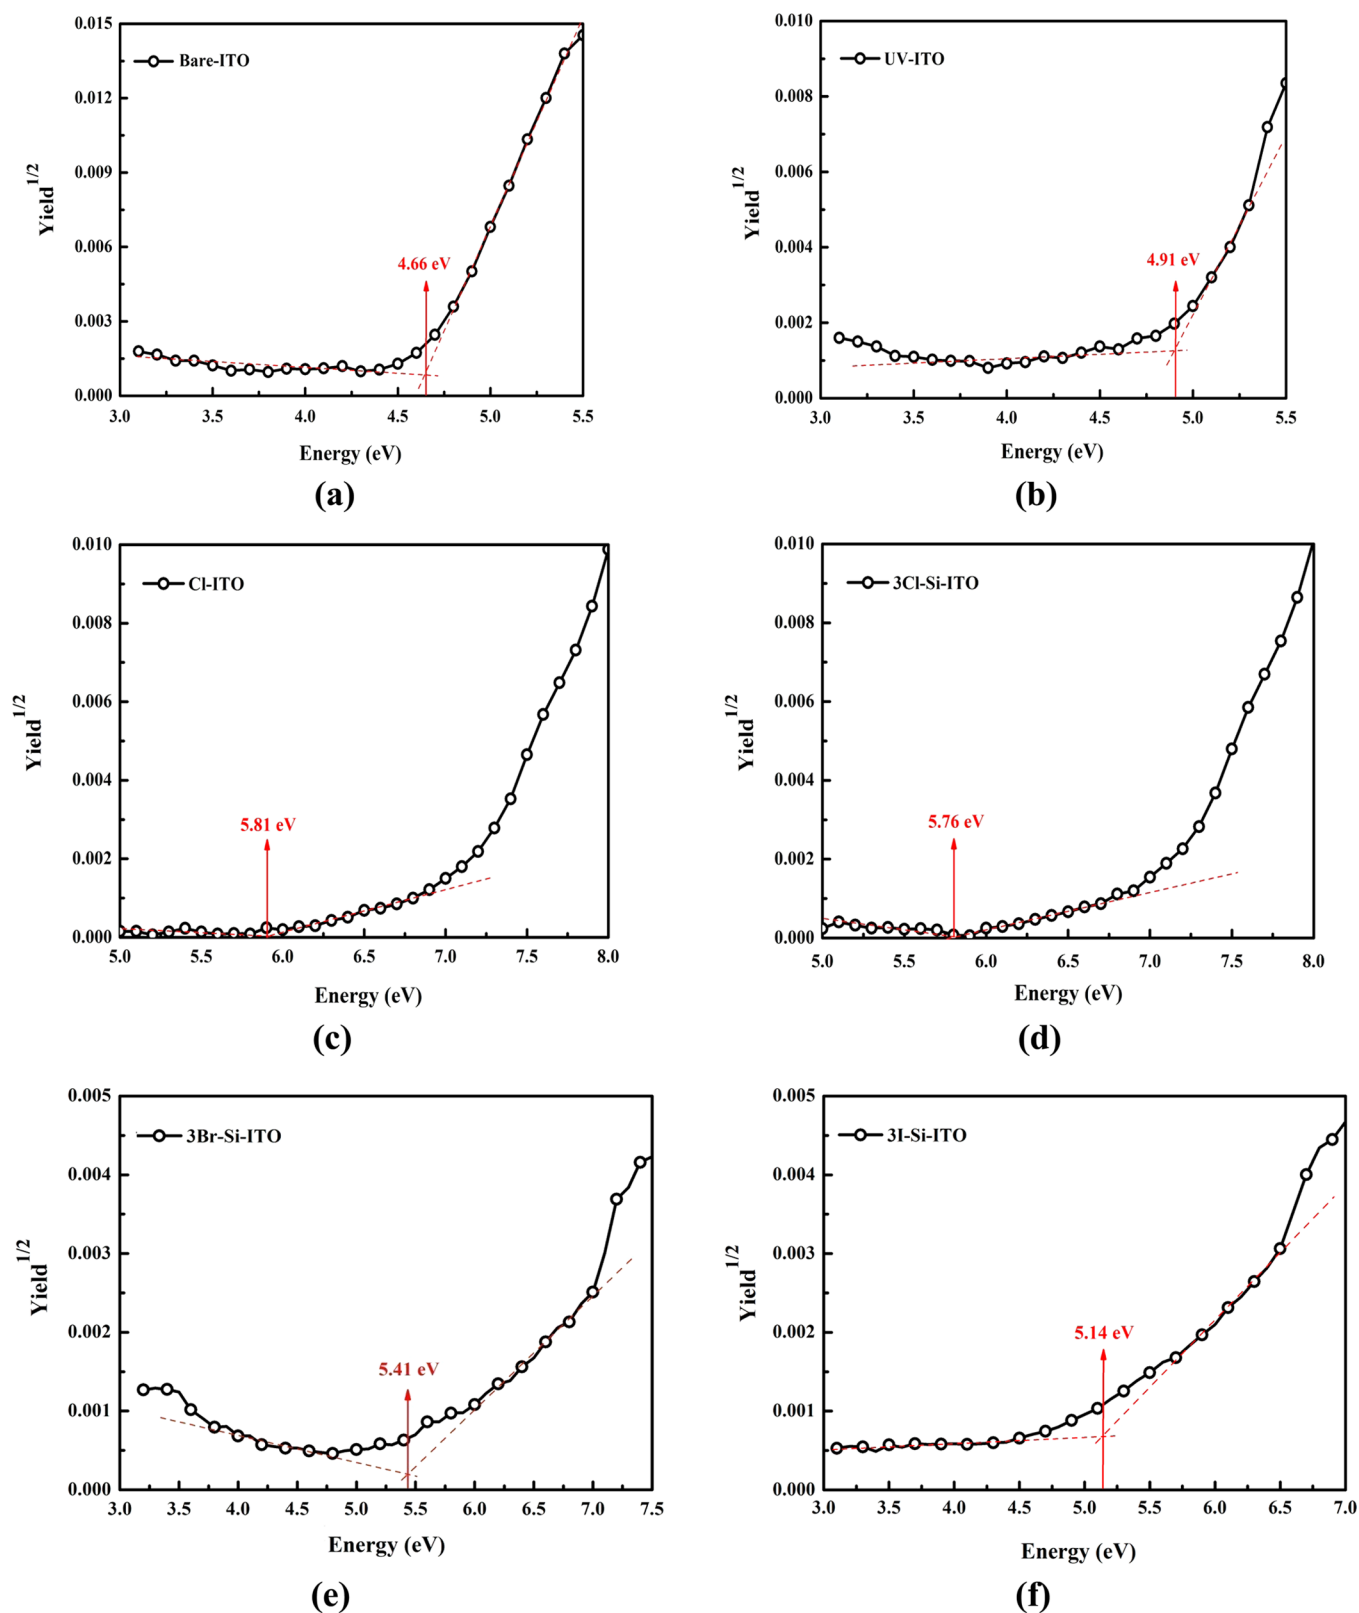 Bare-ITO
0.015
0.012
0.009
0.006
0.003
0.000
Yield1/2
4.66 eV
3.0 3.5 4.0 4.5 5.0 5.5
Energy (eV)
(a)
UV-ITO
0.010
0.008
0.006
0.004
0.002
0.000
Yield1/2
4.91 eV
3.0 3.5 4.0 4.5 5.0 5.5
Energy (eV)
(b)
Cl-ITO
0.010
0.008
0.006
0.004
0.002
0.000
Yield1/2
5.81 eV
5.0 5.5 6.0 6.5 7.0 7.5 8.0
Energy (eV)
(c)
3Cl-Si-ITO
0.010
0.008
0.006
0.004
0.002
0.000
Yield1/2
5.76 eV
5.0 5.5 6.0 6.5 7.0 7.5 8.0
Energy (eV)
(d)
3Br-Si-ITO
0.005
0.004
0.003
0.002
0.001
0.000
Yield1/2
5.41 eV
3.0 3.5 4.0 4.5 5.0 5.5 6.0 6.5 7.0 7.5
Energy (eV)
(e)
3I-Si-ITO
0.005
0.004
0.003
0.002
0.001
0.000
Yield1/2
5.14 eV
3.0 3.5 4.0 4.5 5.0 5.5 6.0 6.5 7.0
Energy (eV)
(f)